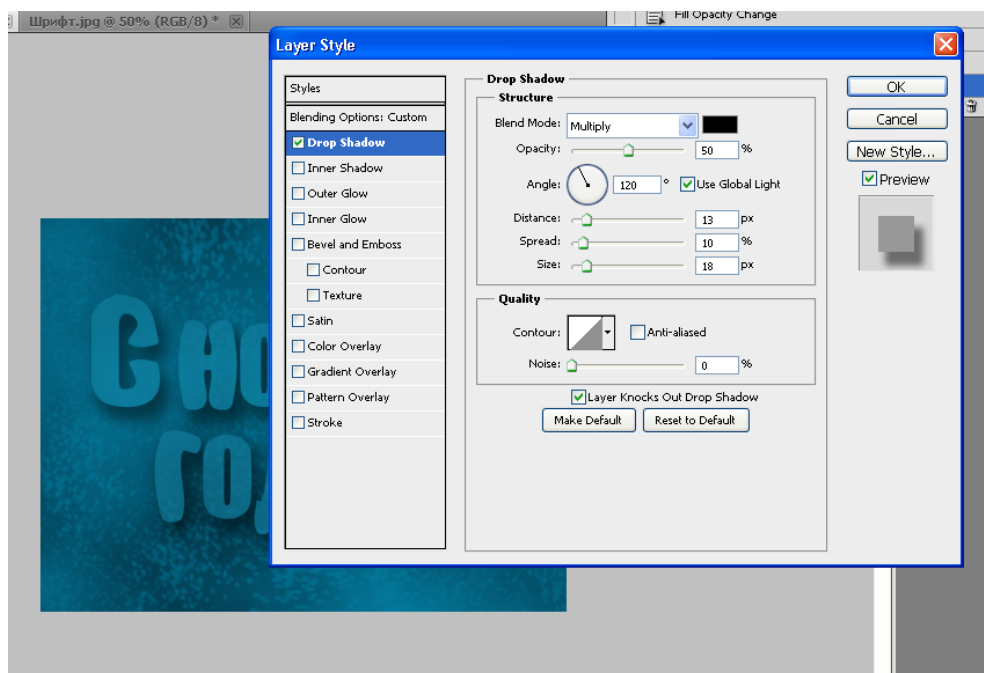 Шрифт.jpg @ 50% (RGB/8) *
Fill Opacity Change
Layer Style
Styles
Blending Options: Custom
Drop Shadow
Inner Shadow
Outer Glow
Inner Glow
Bevel and Emboss
Contour
Texture
Satin
Color Overlay
Gradient Overlay
Pattern Overlay
Stroke
Drop Shadow
Structure
Blend Mode: Multiply
Opacity: 50 %
Angle: 120 ° Use Global Light
Distance: 13 px
Spread: 10 %
Size: 18 px
Quality
Contour: Anti-aliased
Noise: 0 %
Layer Knocks Out Drop Shadow
Make Default Reset to Default
OK
Cancel
New Style...
Preview
С но
год